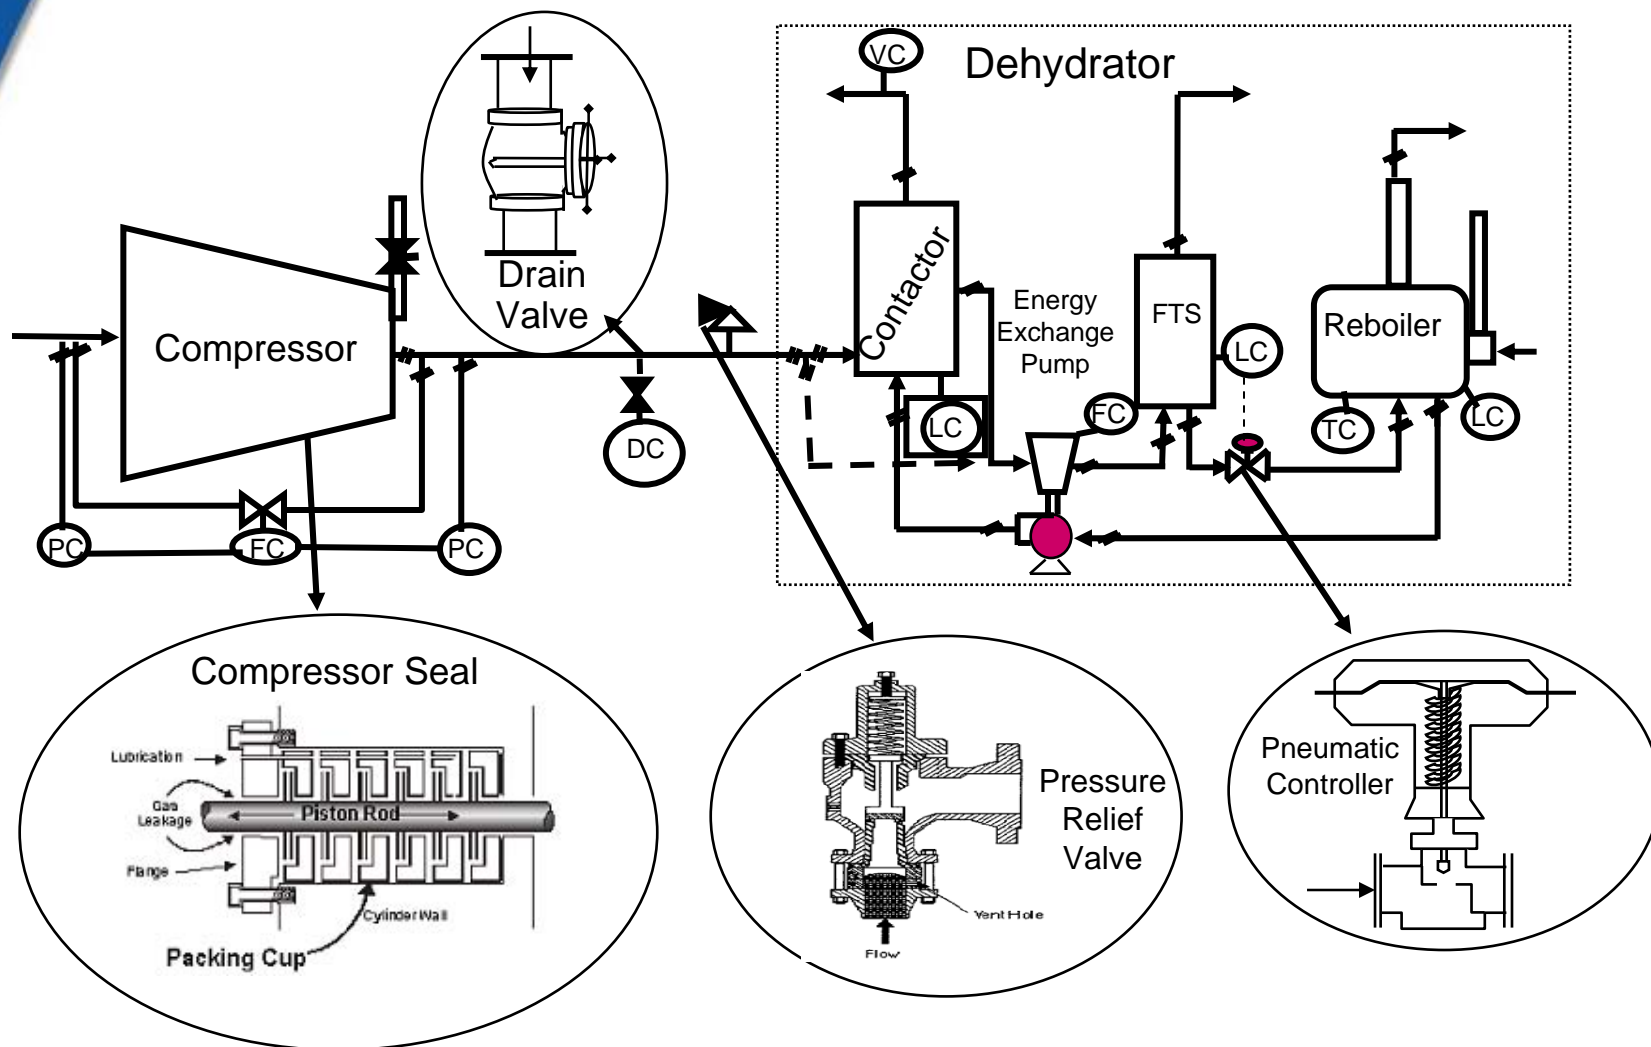 VC
Dehydrator
Drain
Valve
Contactor
Energy
Exchange
Pump
FTS
LC
Reboiler
Compressor
FC
LC
TC
LC
DC
PC
FC
PC
Compressor Seal
Lubrication
Gas
Leakage
Piston Rod
Flange
Cylinder Wall
Packing Cup
Pressure
Relief
Valve
Vent Hole
Flow
Pneumatic
Controller